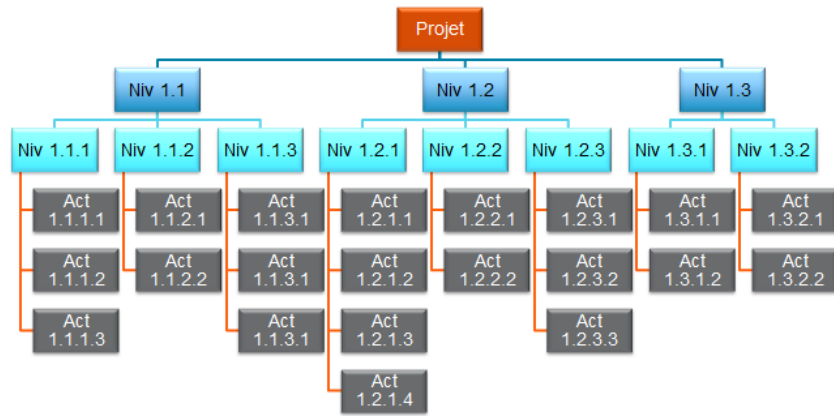 Projet
Niv 1.1
Niv 1.2
Niv 1.3
Niv 1.1.1
Niv 1.1.2
Niv 1.1.3
Niv 1.2.1
Niv 1.2.2
Niv 1.2.3
Niv 1.3.1
Niv 1.3.2
Act
1.1.1.1
Act
1.1.2.1
Act
1.1.3.1
Act
1.2.1.1
Act
1.2.2.1
Act
1.2.3.1
Act
1.3.1.1
Act
1.3.2.1
Act
1.1.1.2
Act
1.1.2.2
Act
1.1.3.1
Act
1.2.1.2
Act
1.2.2.2
Act
1.2.3.2
Act
1.3.1.2
Act
1.3.2.2
Act
1.1.1.3
Act
1.1.3.1
Act
1.2.1.3
Act
1.2.3.3
Act
1.2.1.4